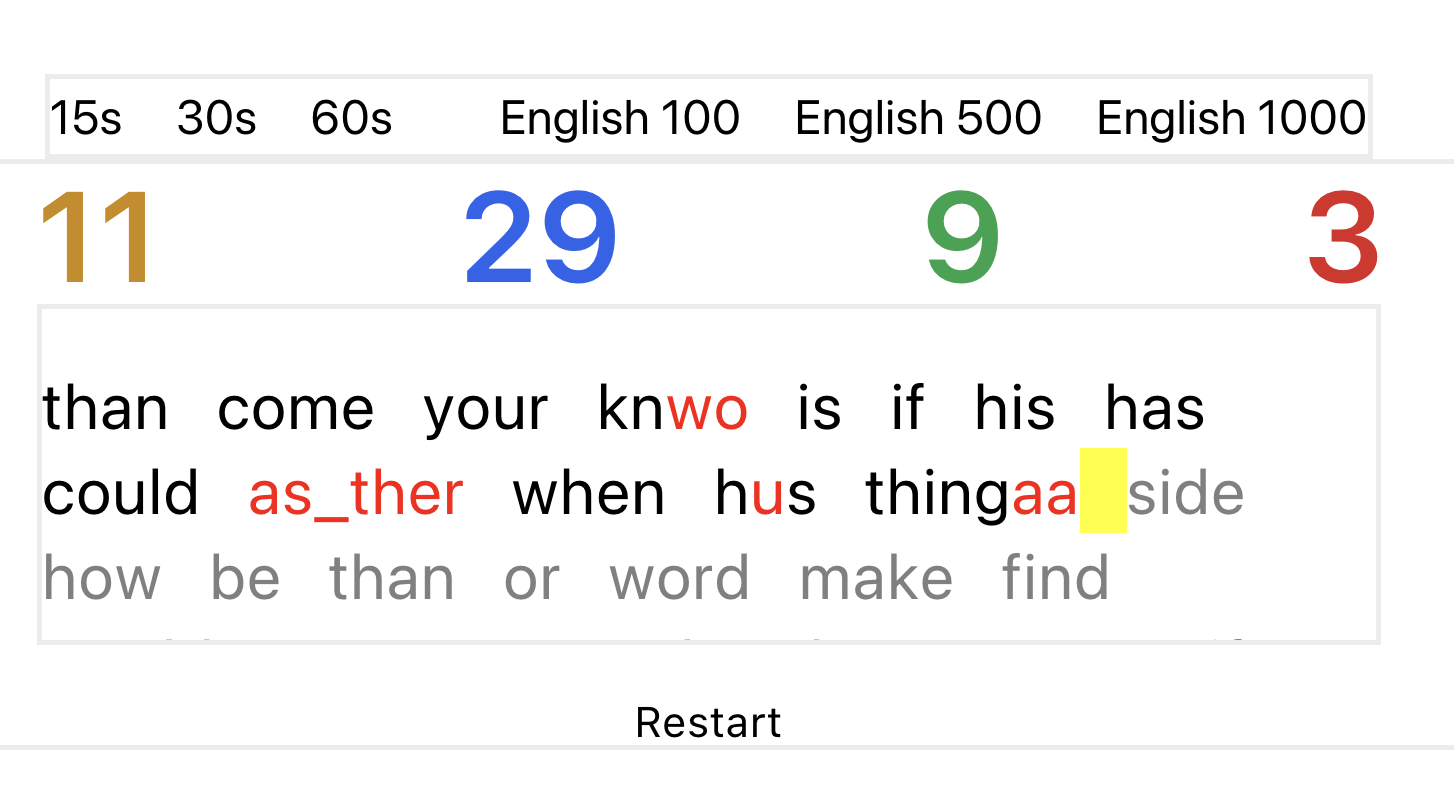 15s 30s 60s English 100 English 500 English 1000
11 29 9 3
than come your knwo is if his has
could as_ther when hus thingaa side
how be than or word make find
Restart